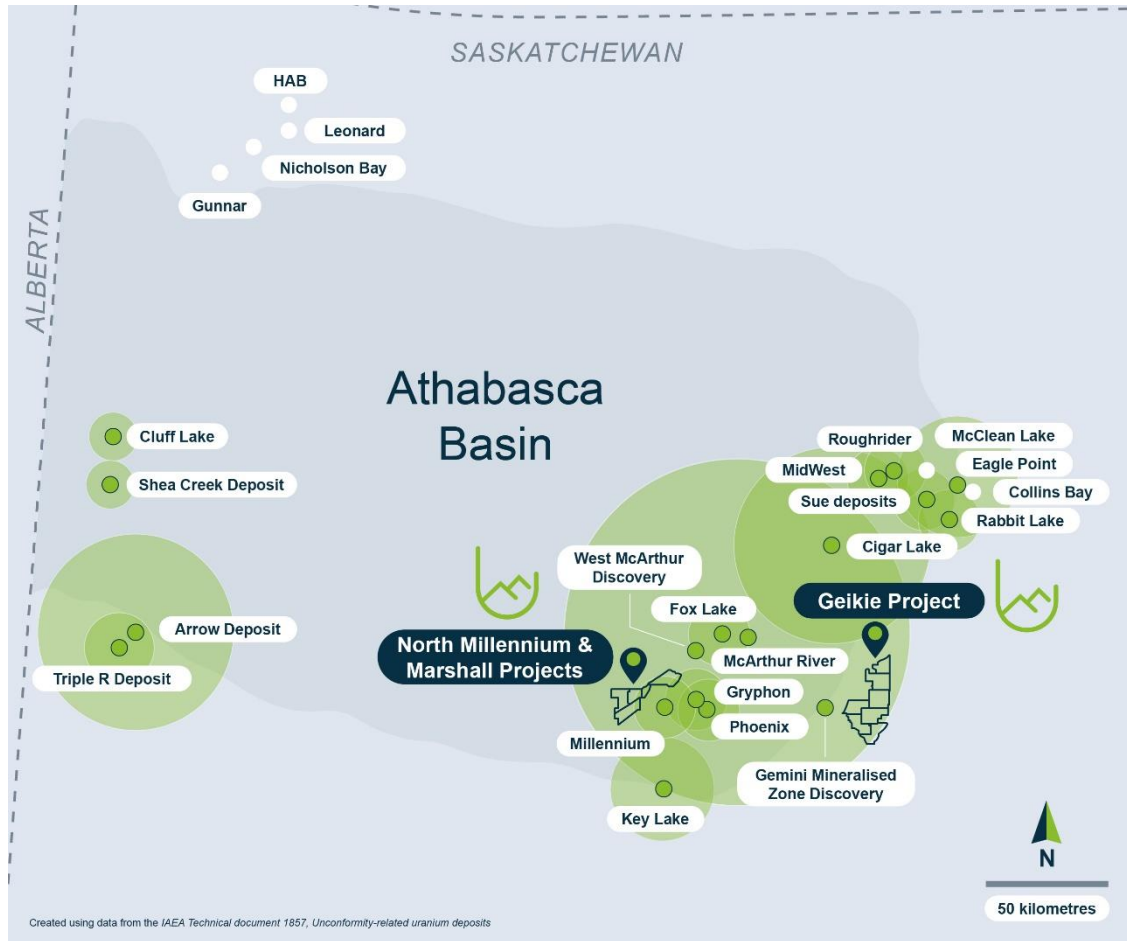 SASKATCHEWAN
HAB
Leonard
Nicholson Bay
Gunnar
ALBERTA
Athabasca
Basin
Cluff Lake
Shea Creek Deposit
Roughrider
McClean Lake
MidWest
Eagle Point
Sue deposits
Collins Bay
Rabbit Lake
Cigar Lake
West McArthur
Discovery
Fox Lake
Geikie Project
Arrow Deposit
Triple R Deposit
North Millennium &
Marshall Projects
McArthur River
Gryphon
Phoenix
Millennium
Gemini Mineralised
Zone Discovery
Key Lake
N
50 kilometres
Created using data from the IAEA Technical document 1857, Unconformity-related uranium deposits